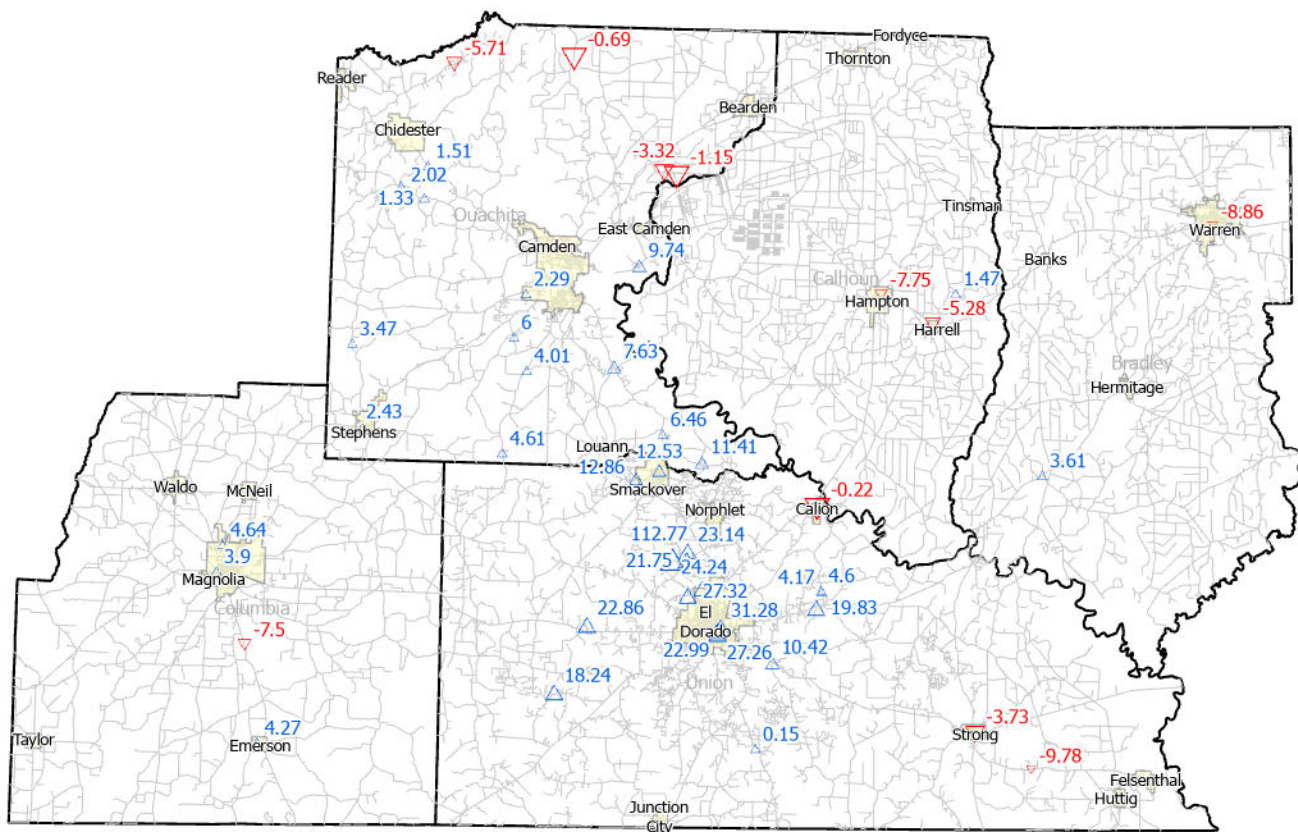 -5.71
-0.69
Fordyce
Thornton
Reader
Bearden
Chidester
1.51
-3.32
-1.15
2.02
1.33
Ouachita
East Camden
Tinsman
-8.86
Warren
Camden
9.74
Banks
Calhoun
-7.75
1.47
2.29
Hampton
-5.28
Harrell
6
3.47
4.01
7.63
Bradley
Hermitage
2.43
Stephens
6.46
4.61
Louann
12.53
11.41
12.86
3.61
Waldo
McNeil
Smackover
-0.22
Norphlet
Calion
4.64
112.77
23.14
3.9
21.75
24.24
Magnolia
4.17
4.6
27.32
Columbia
22.86
El
Dorado
31.28
19.83
-7.5
22.99
27.26
10.42
18.24
Union
4.27
0.15
-3.73
Taylor
Emerson
Strong
-9.78
Felsenthal
Huttig
Junction
City